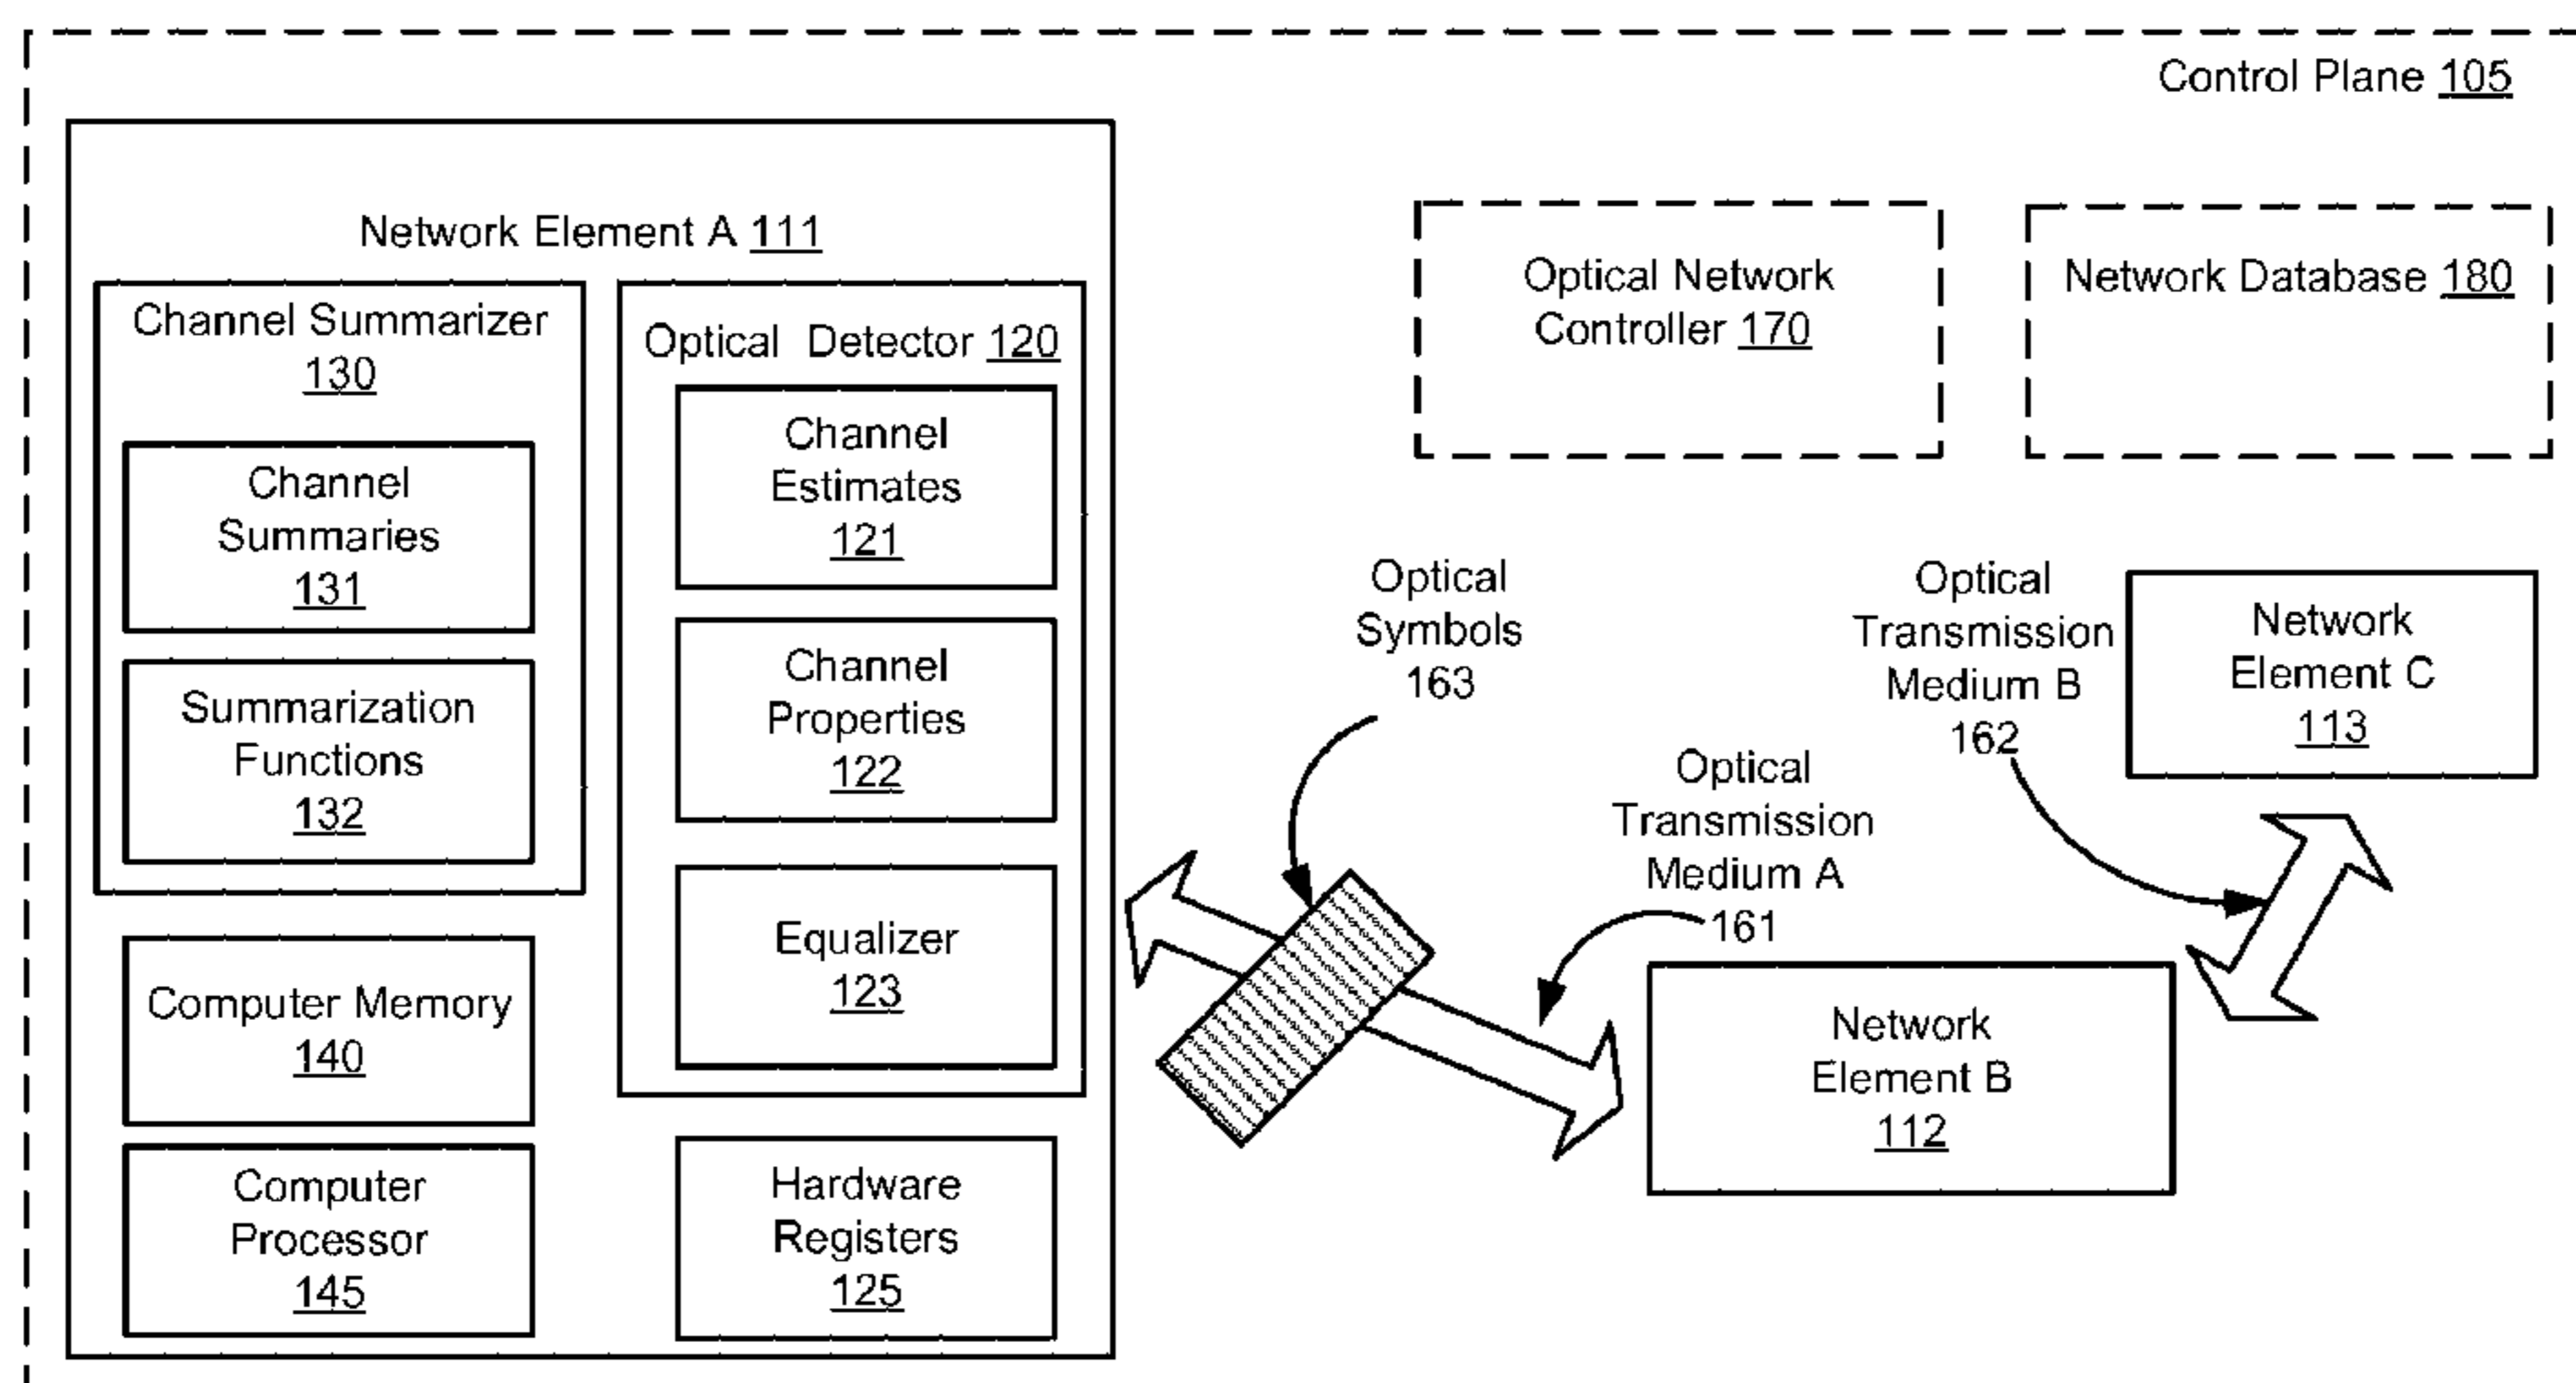 Control Plane 105
Network Element A 111
Channel Summarizer
130
Channel
Summaries
131
Summarization
Functions
132
Optical Detector 120
Channel
Estimates
121
Channel
Properties
122
Equalizer
123
Computer Memory
140
Computer
Processor
145
Hardware
Registers
125
Optical Network
Controller 170
Network Database 180
Optical
Symbols
163
Optical
Transmission
Medium A
161
Optical
Transmission
Medium B
162
Network
Element C
113
Network
Element B
112